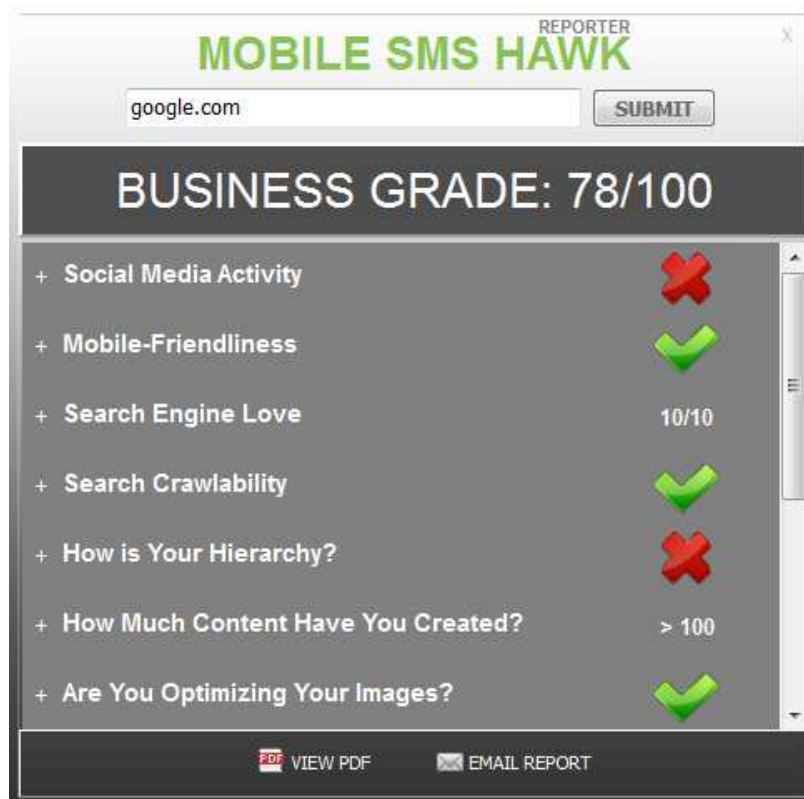 REPORTER
MOBILE SMS HAWK
X
google.com
SUBMIT
BUSINESS GRADE: 78/100
+ Social Media Activity
+ Mobile-Friendliness
+ Search Engine Love 10/10
+ Search Crawlability
+ How is Your Hierarchy?
+ How Much Content Have You Created? > 100
+ Are You Optimizing Your Images?
PDF VIEW PDF EMAIL REPORT